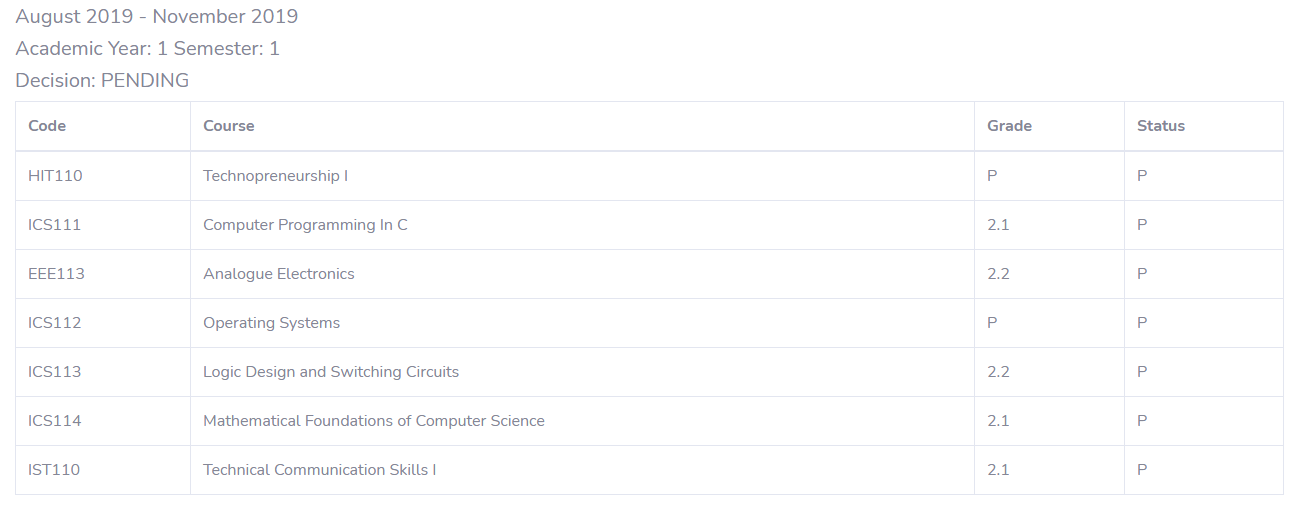 August 2019 - November 2019
Academic Year: 1 Semester: 1
Decision: PENDING
Code Course Grade Status
HIT110 Technopreneurship I P P
ICS111 Computer Programming In C 2.1 P
EEE113 Analogue Electronics 2.2 P
ICS112 Operating Systems P P
ICS113 Logic Design and Switching Circuits 2.2 P
ICS114 Mathematical Foundations of Computer Science 2.1 P
IST110 Technical Communication Skills I 2.1 P